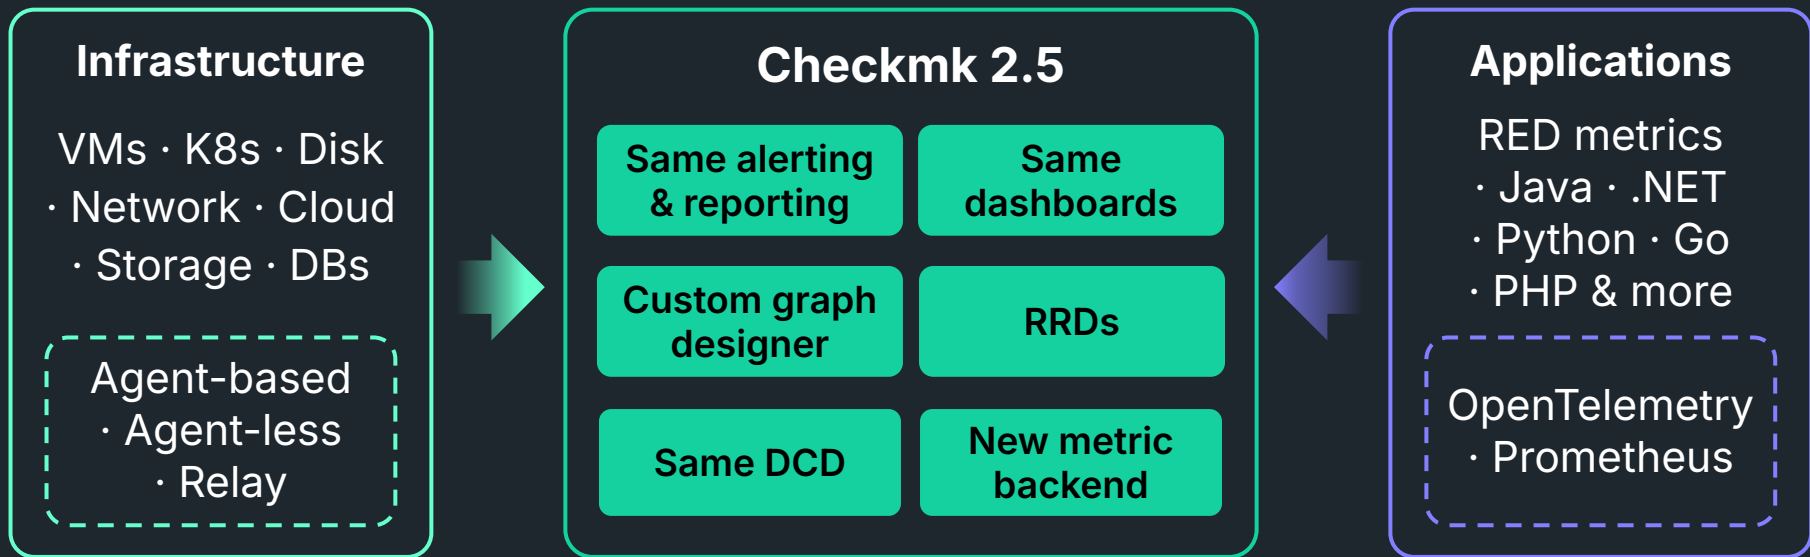 Infrastructure
VMs · K8s · Disk
· Network · Cloud
· Storage · DBs
Agent-based
· Agent-less
· Relay
Checkmk 2.5
Same alerting
& reporting
Same
dashboards
Custom graph
designer
RRDs
Same DCD
New metric
backend
Applications
RED metrics
· Java · .NET
· Python · Go
· PHP & more
OpenTelemetry
· Prometheus